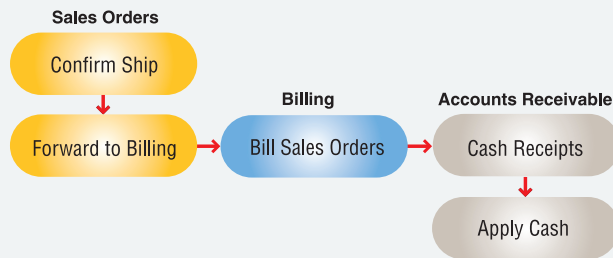 Sales Orders
Confirm Ship
Forward to Billing
Billing
Bill Sales Orders
Accounts Receivable
Cash Receipts
Apply Cash